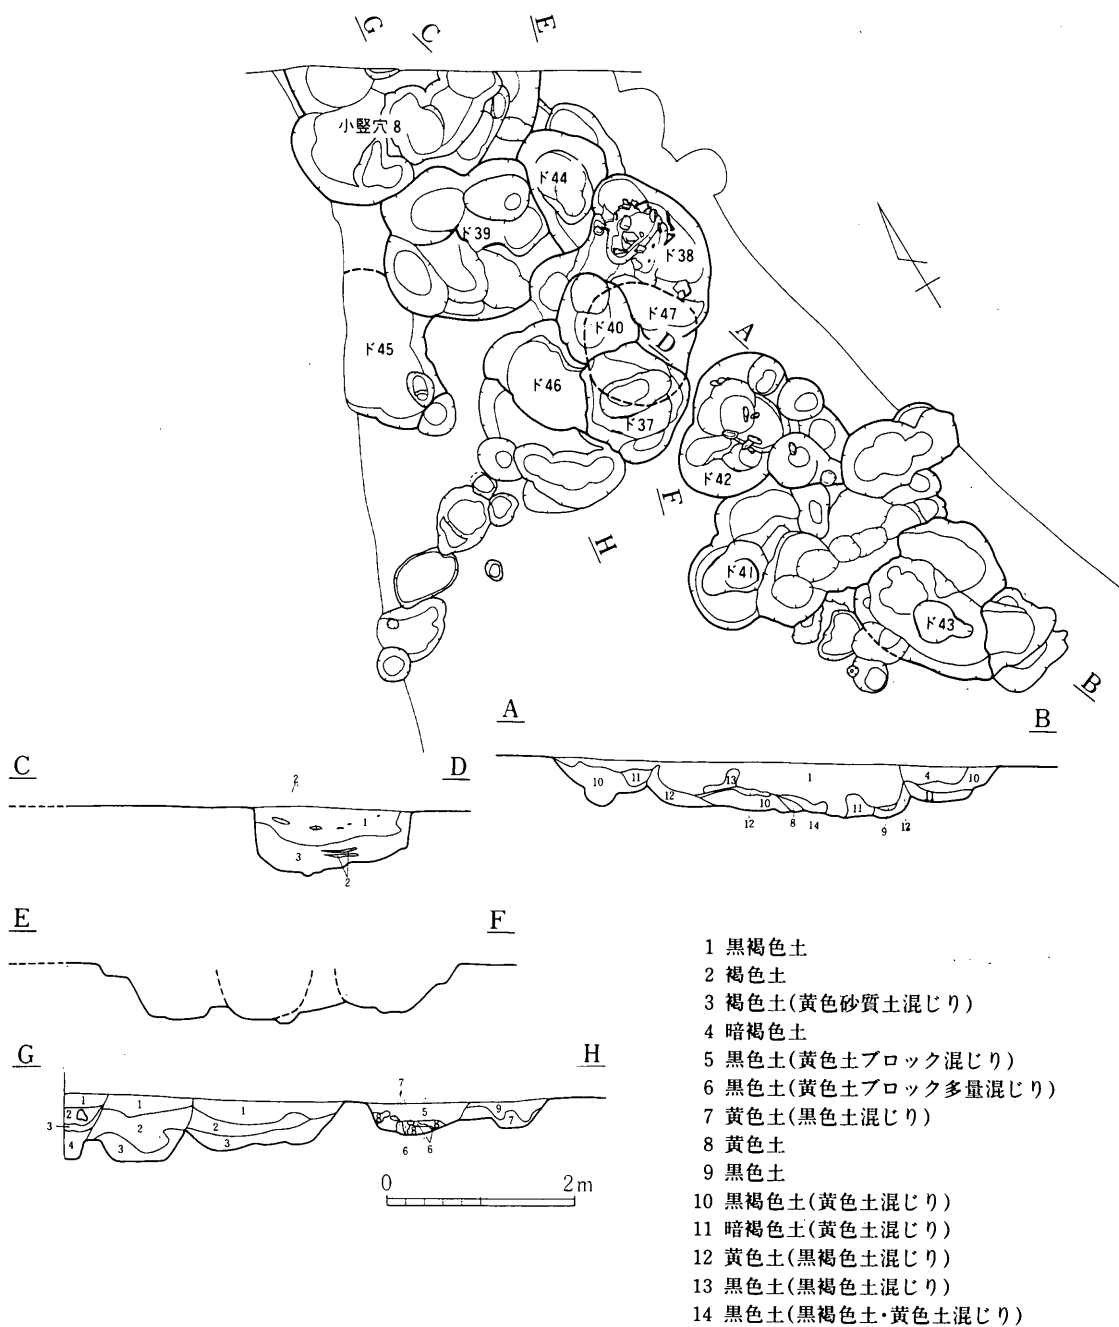 G C E
小竪穴8
ド44
ド39
ド38
ド47
ド40
D A
ド45
ド46
ド37
ド42
F
H
ド41
ド43
B
A B
C D
2
1
3
2
13 1 4 10
10 11
12 10 11 11
12 8 14 9 12
E F
G H
7
1 1 1 5 9
2 2 2 7
3
4 3 3 8 8 8
6 6
0 2m
1 黒褐色土
2 褐色土
3 褐色土(黄色砂質土混じり)
4 暗褐色土
5 黒色土(黄色土ブロック混じり)
6 黒色土(黄色土ブロック多量混じり)
7 黄色土(黒色土混じり)
8 黄色土
9 黒色土
10 黒褐色土(黄色土混じり)
11 暗褐色土(黄色土混じり)
12 黄色土(黒褐色土混じり)
13 黒色土(黒褐色土混じり)
14 黒色土(黒褐色土・黄色土混じり)